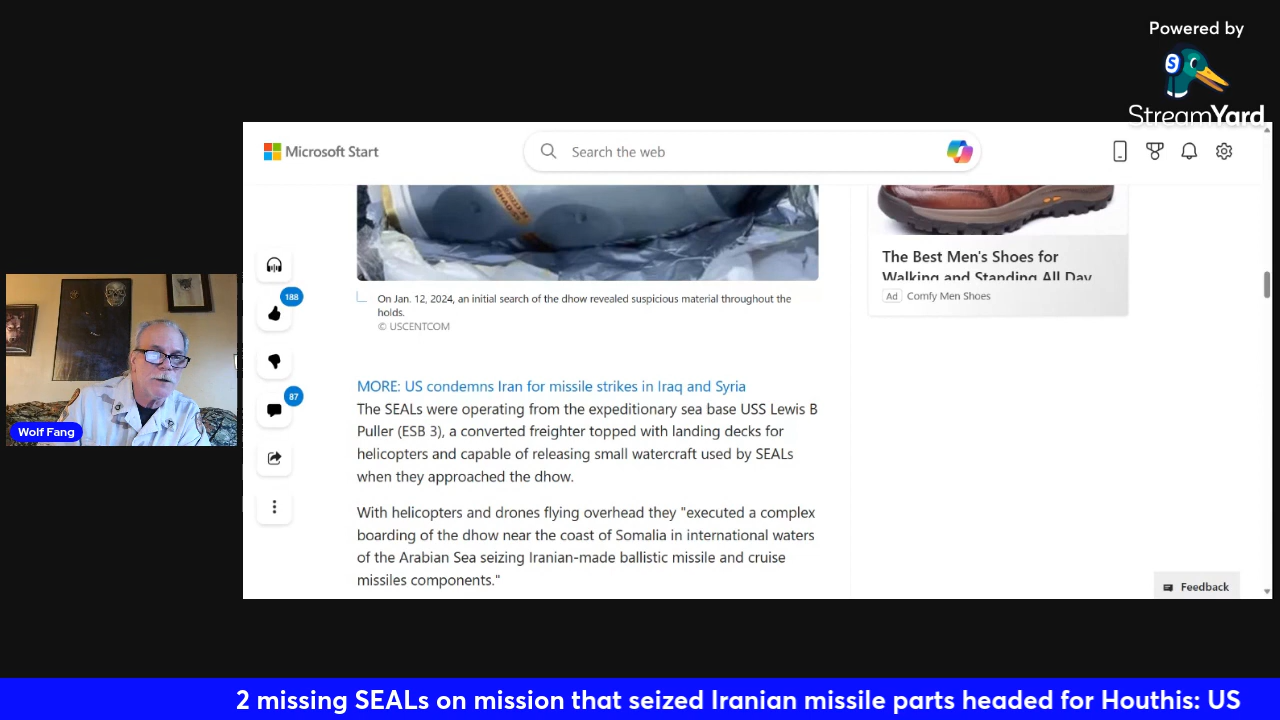 Powered by
StreamYard
Microsoft Start
Search the web
188
87
On Jan. 12, 2024, an initial search of the dhow revealed suspicious material throughout the
holds.
© USCENTCOM
MORE: US condemns Iran for missile strikes in Iraq and Syria
The SEALs were operating from the expeditionary sea base USS Lewis B
Puller (ESB 3), a converted freighter topped with landing decks for
helicopters and capable of releasing small watercraft used by SEALs
when they approached the dhow.
With helicopters and drones flying overhead they "executed a complex
boarding of the dhow near the coast of Somalia in international waters
of the Arabian Sea seizing Iranian-made ballistic missile and cruise
missiles components."
The Best Men's Shoes for
Walking and Standing All Day
Ad Comfy Men Shoes
Feedback
Wolf Fang
2 missing SEALs on mission that seized Iranian missile parts headed for Houthis: US